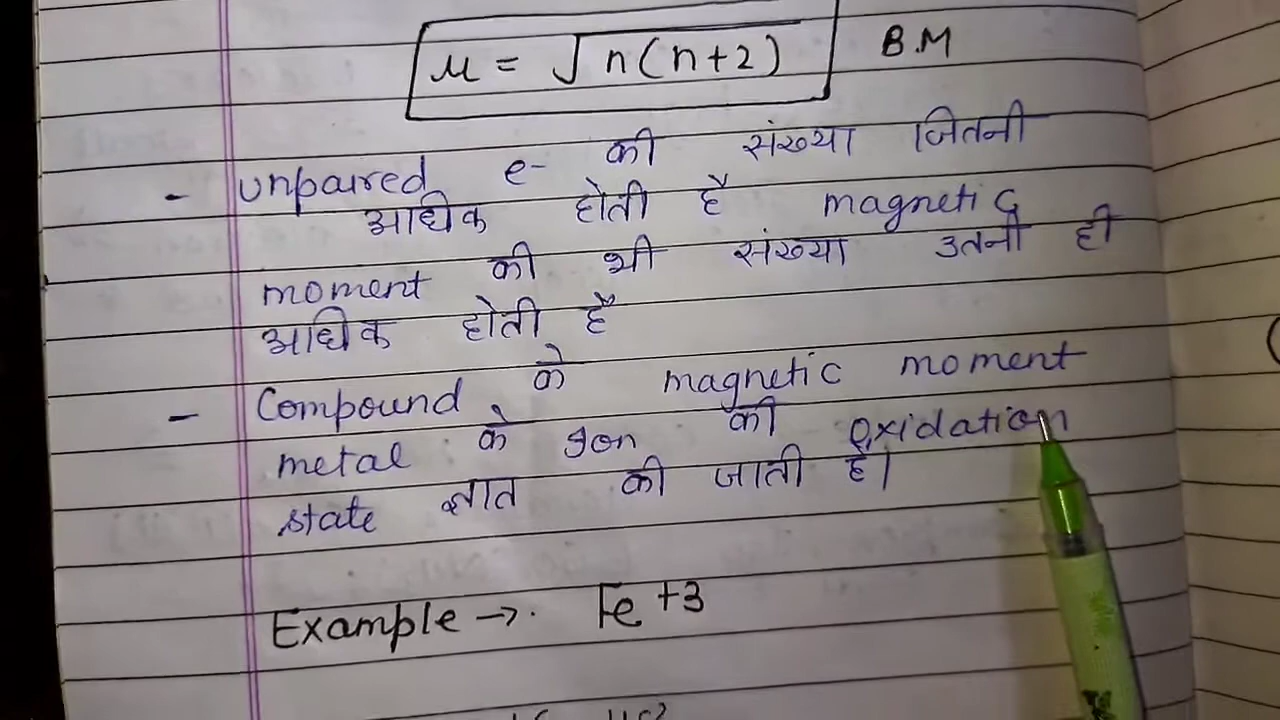 μ = √n(n+2) B.M
- unpaired e- की संख्या जितनी
अधिक होती है magnetic
moment की भी संख्या उतनी ही
अधिक होती है
- Compound के magnetic moment
metal के Ion की oxidation
state ज्ञात की जाती है।
Example →. Fe +3